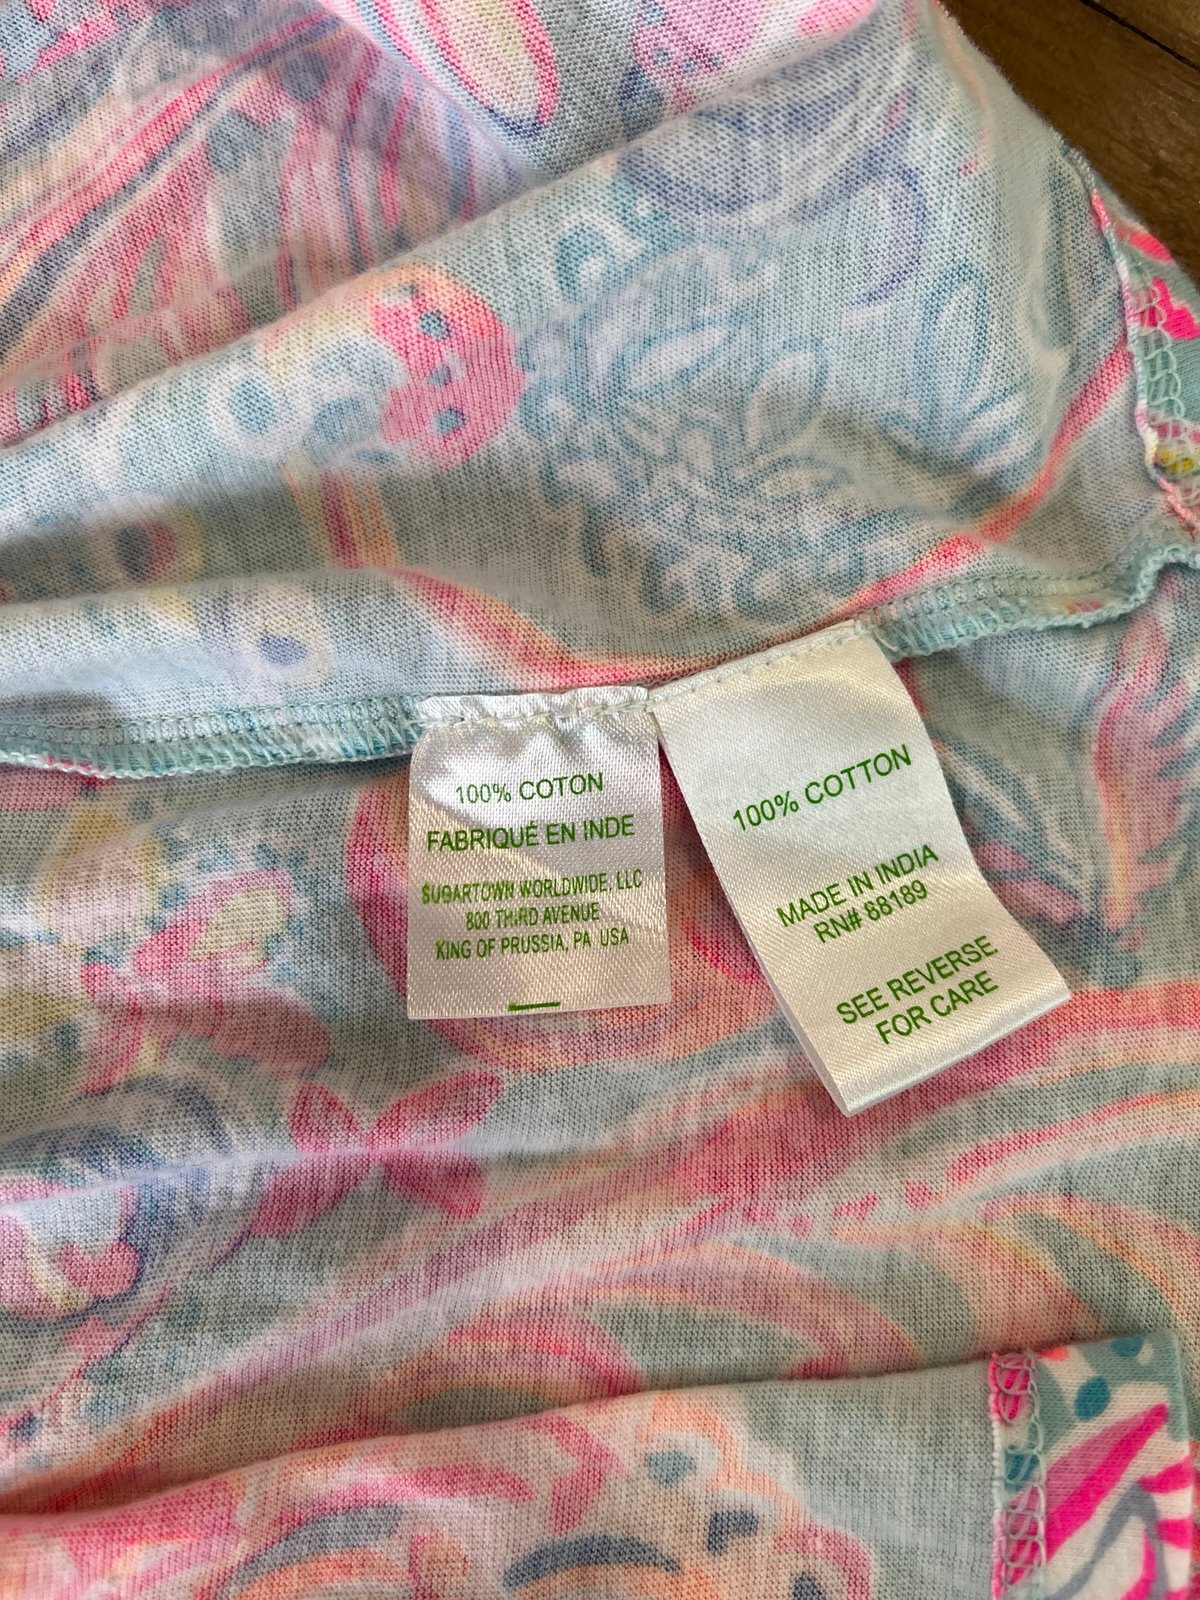 100% COTON
FABRIQUÉ EN INDE
SUGARTOWN WORLDWIDE, LLC
800 THIRD AVENUE
KING OF PRUSSIA, PA USA
100% COTTON
MADE IN INDIA
RN# 88189
SEE REVERSE
FOR CARE